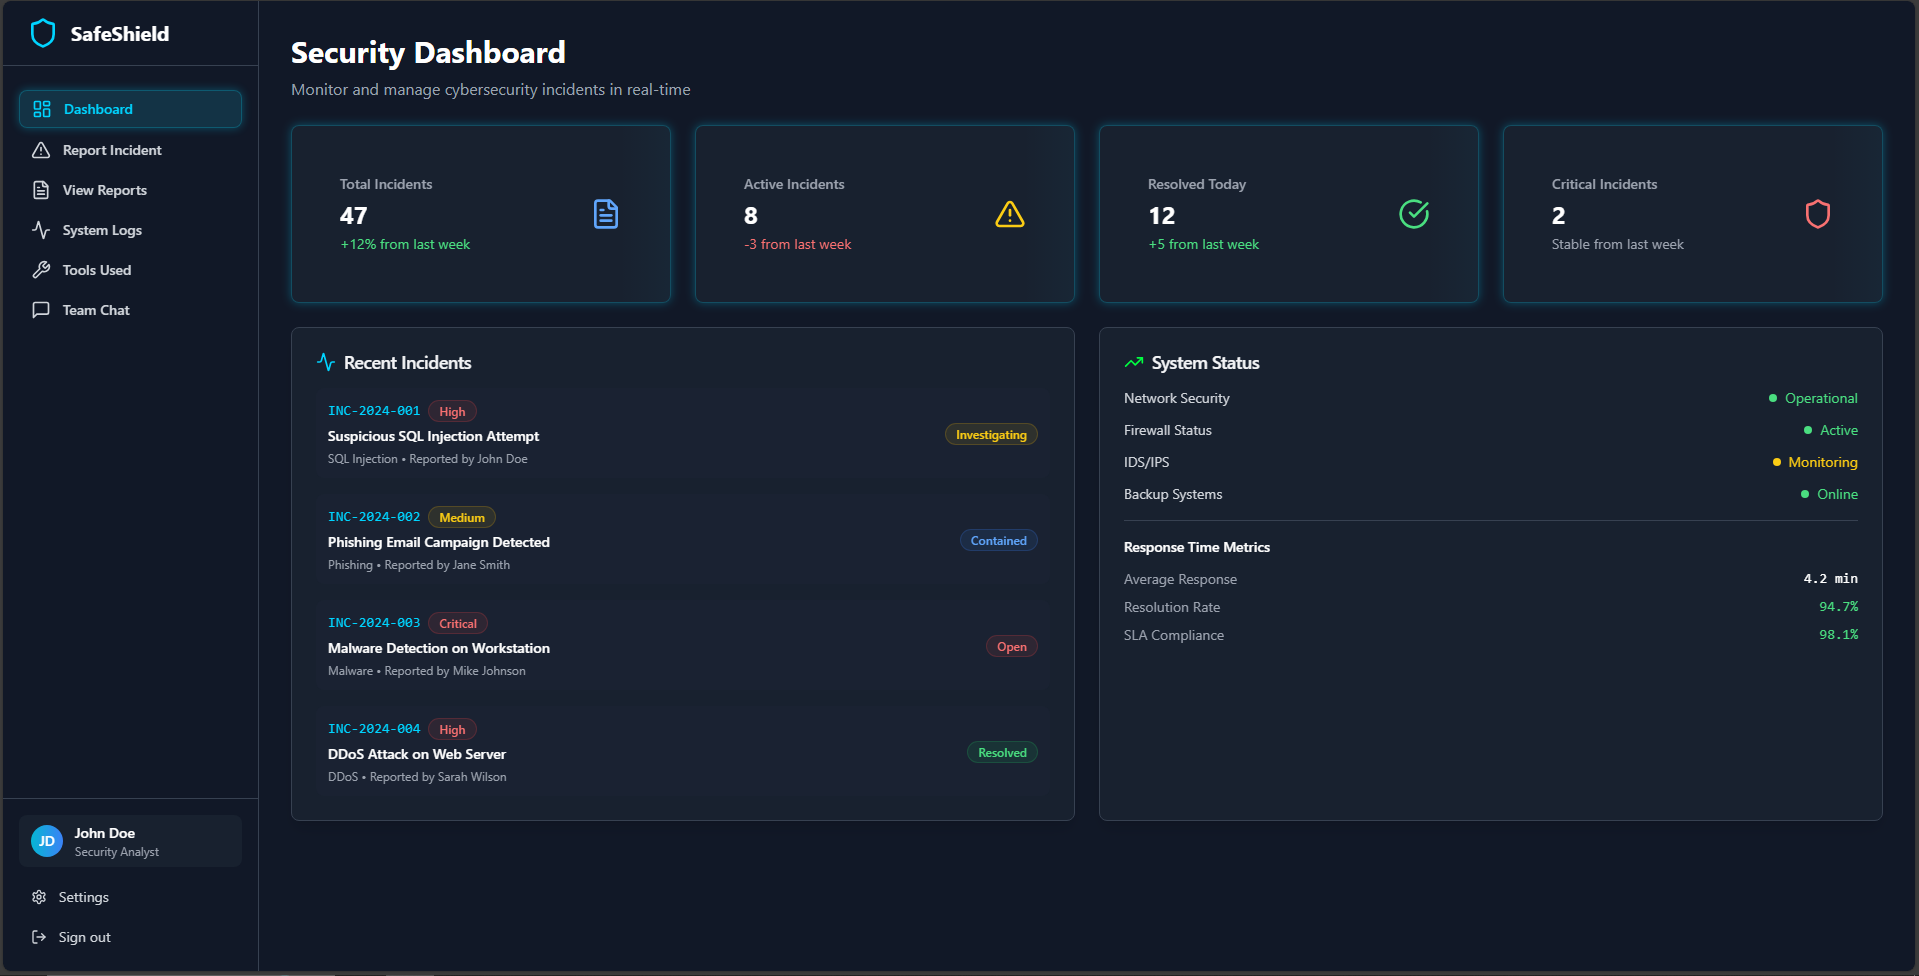 SafeShield
Dashboard
Report Incident
View Reports
System Logs
Tools Used
Team Chat
JD
John Doe
Security Analyst
Settings
Sign out
Security Dashboard
Monitor and manage cybersecurity incidents in real-time
Total Incidents
47
+12% from last week
Active Incidents
8
-3 from last week
Resolved Today
12
+5 from last week
Critical Incidents
2
Stable from last week
Recent Incidents
INC-2024-001 High
Suspicious SQL Injection Attempt
SQL Injection • Reported by John Doe
Investigating
INC-2024-002 Medium
Phishing Email Campaign Detected
Phishing • Reported by Jane Smith
Contained
INC-2024-003 Critical
Malware Detection on Workstation
Malware • Reported by Mike Johnson
Open
INC-2024-004 High
DDoS Attack on Web Server
DDoS • Reported by Sarah Wilson
Resolved
System Status
Network Security Operational
Firewall Status Active
IDS/IPS Monitoring
Backup Systems Online
Response Time Metrics
Average Response 4.2 min
Resolution Rate 94.7%
SLA Compliance 98.1%